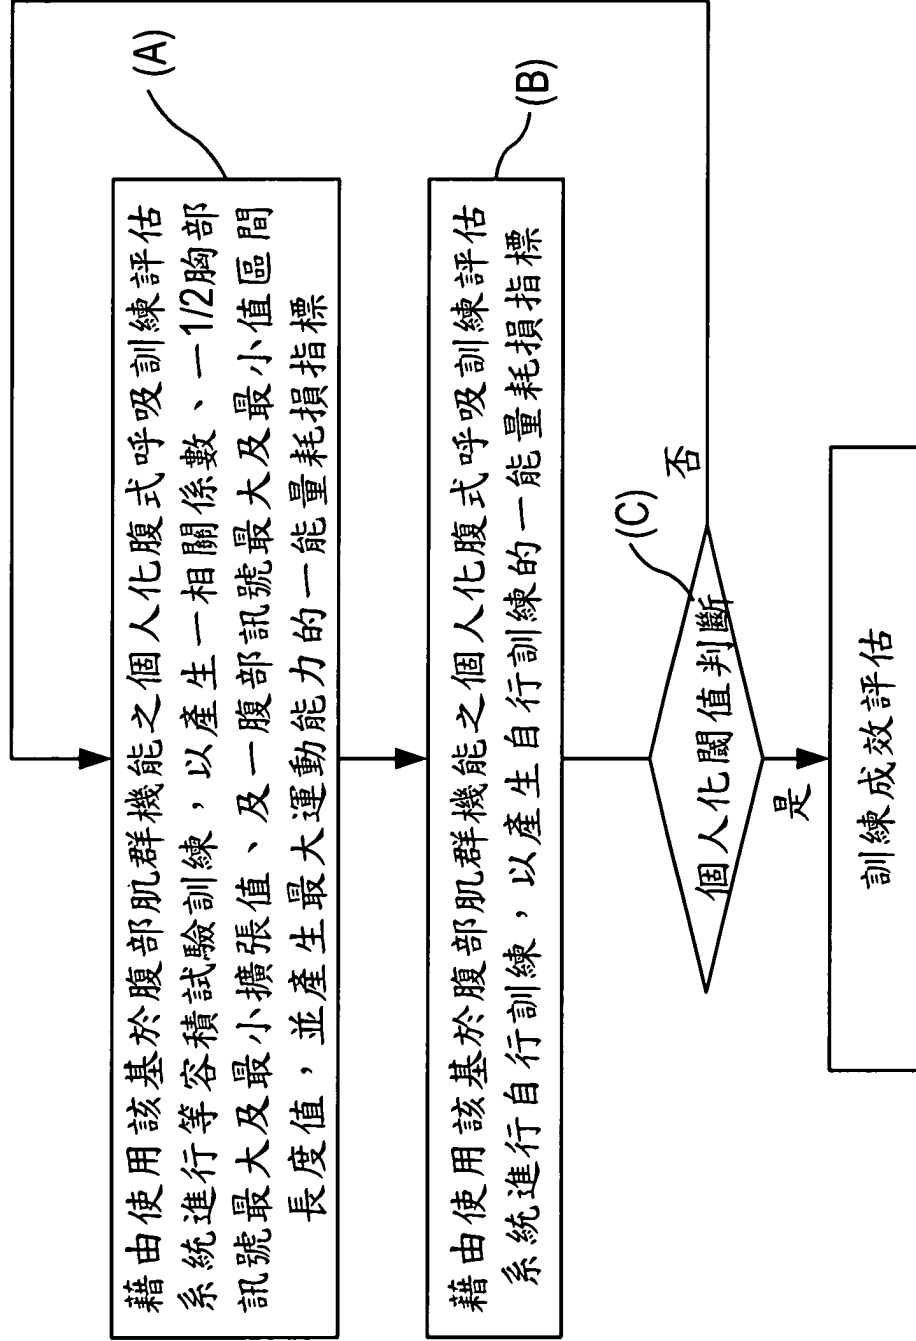 藉由使用該基於腹部肌群機能之個人化腹式呼吸訓練評估
系統進行等容積試驗訓練，以產生一相關係數、一1/2胸部
訊號最大及最小擴張值、及一腹部訊號最大及最小值區間
長度值，並產生最大運動能力的一能量耗損指標
(A)
藉由使用該基於腹部肌群機能之個人化腹式呼吸訓練評估
系統進行自行訓練，以產生自行訓練的一能量耗損指標
(B)
個人化閾值判斷
(C)
否
是
訓練成效評估